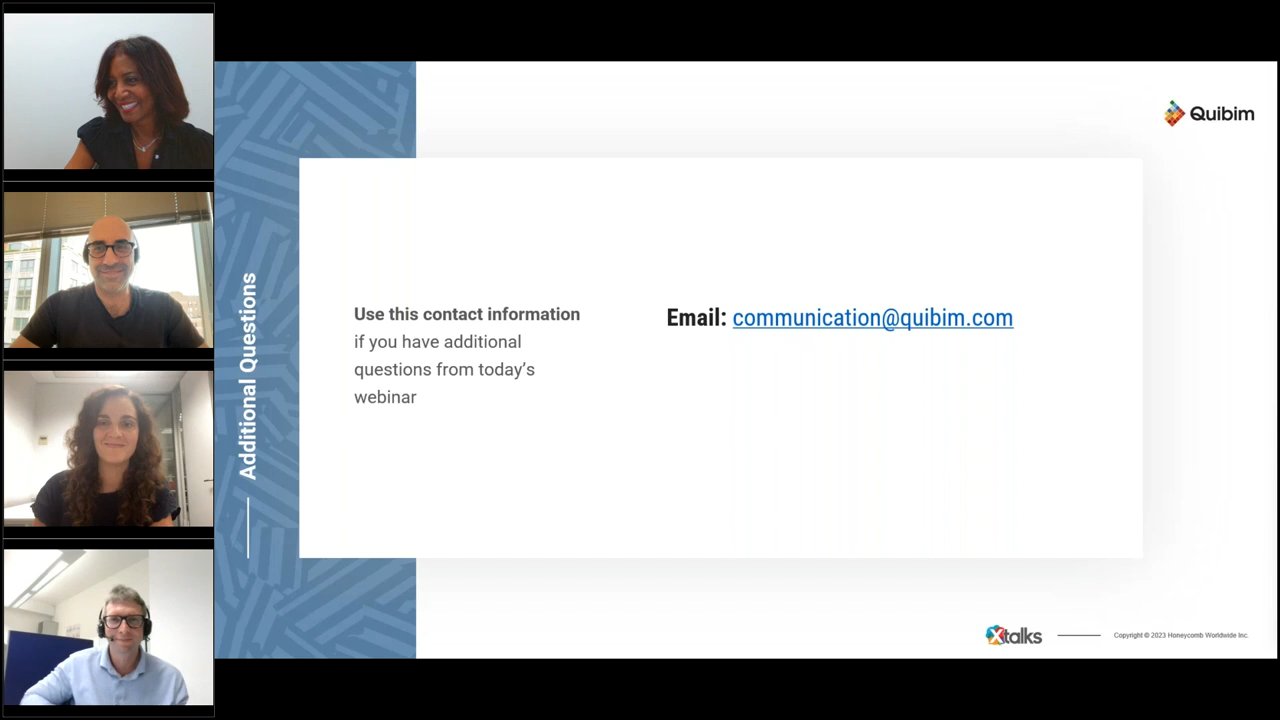 Quibim
Additional Questions
Use this contact information
if you have additional
questions from today's
webinar
Email: communication@quibim.com
Xtalks
Copyright © 2023 Honeycomb Worldwide Inc.